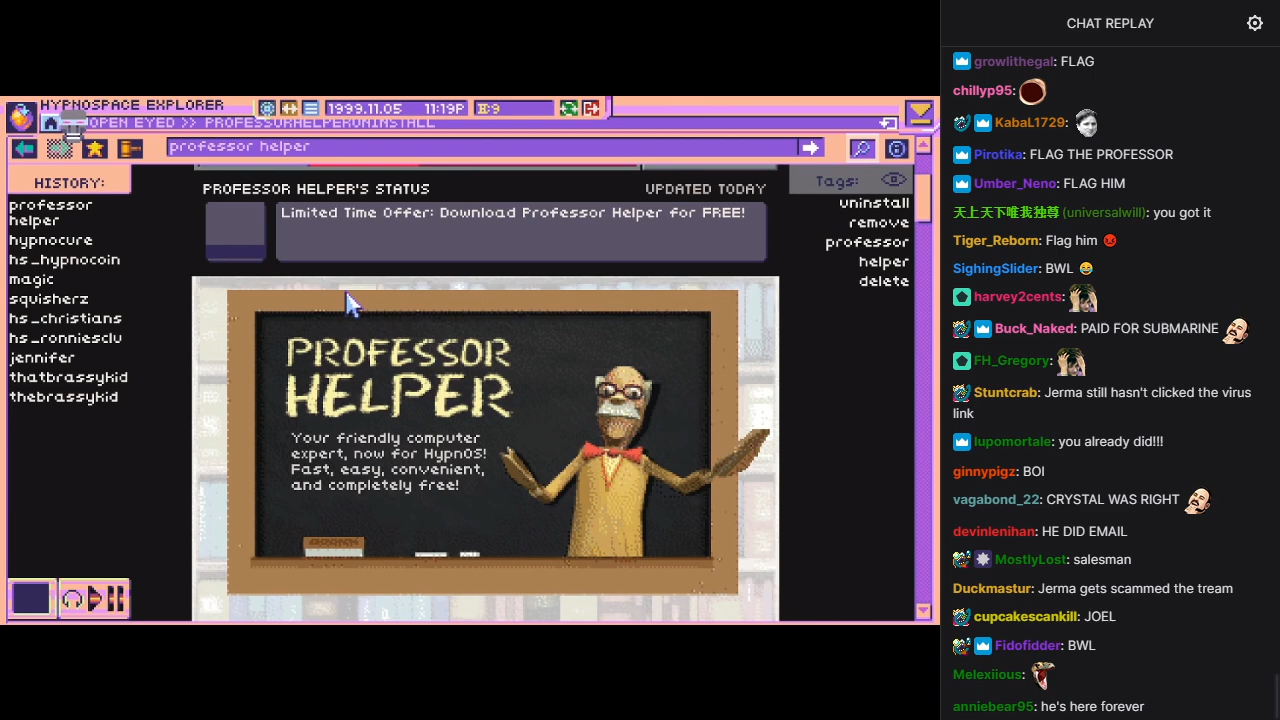 HYPNOSPACE EXPLORER
1999.11.05 11:19P
:9
OPEN EYED >> PROFESSORHELPERUNINSTALL
professor helper
HISTORY:
professor
helper
hypnocure
hs_hypnocoin
magic
squisherz
hs_christians
hs_ronniesclu
jennifer
thatbrassykid
thebrassykid
PROFESSOR HELPER'S STATUS
UPDATED TODAY
Limited Time Offer: Download Professor Helper for FREE!
Tags:
uninstall
remove
professor
helper
delete
PROFESSOR
HELPER
Your friendly computer
expert, now for HypnOS!
Fast, easy, convenient,
and completely free!
CHAT REPLAY
growlithegal: FLAG
chillyp95:
KabaL1729:
Pirotika: FLAG THE PROFESSOR
Umber_Neno: FLAG HIM
天上天下唯我独尊 (universalwill): you got it
Tiger_Reborn: Flag him
SighingSlider: BWL
harvey2cents:
Buck_Naked: PAID FOR SUBMARINE
FH_Gregory:
Stuntcrab: Jerma still hasn't clicked the virus
link
lupomortale: you already did!!!
ginnypigz: BOI
vagabond_22: CRYSTAL WAS RIGHT
devinlenihan: HE DID EMAIL
MostlyLost: salesman
Duckmastur: Jerma gets scammed the tream
cupcakescankill: JOEL
Fidofidder: BWL
Melexiious:
anniebear95: he's here forever